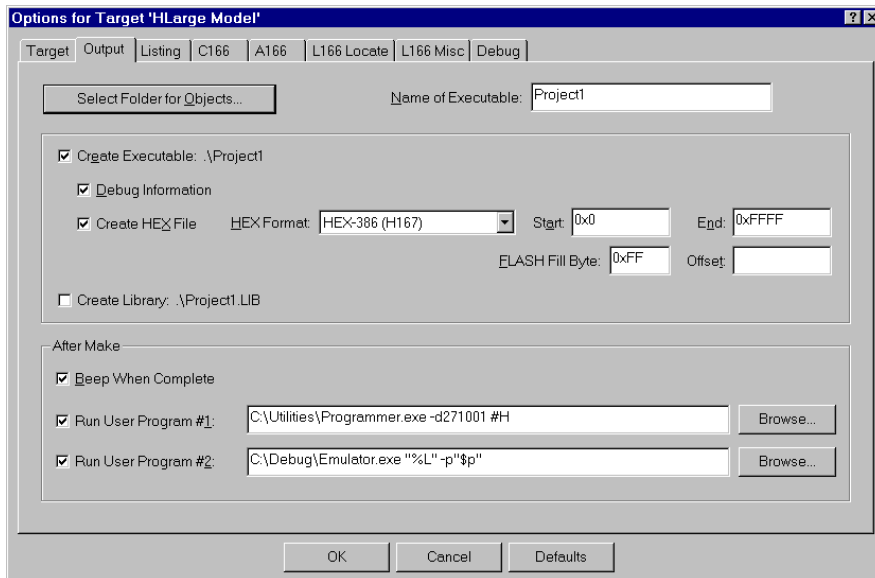 Options for Target 'HLarge Model'
Target Output Listing C166 A166 L166 Locate L166 Misc Debug
Select Folder for Objects... Name of Executable: Project1
Create Executable: .\Project1
Debug Information
Create HEX File HEX Format: HEX-386 (H167) Start: 0x0 End: 0xFFFF
FLASH Fill Byte: 0xFF Offset:
Create Library: .\Project1.LIB
After Make
Beep When Complete
Run User Program #1: C:\Utilities\Programmer.exe -d271001 #H Browse...
Run User Program #2: C:\Debug\Emulator.exe "%L" -p"$p" Browse...
OK Cancel Defaults